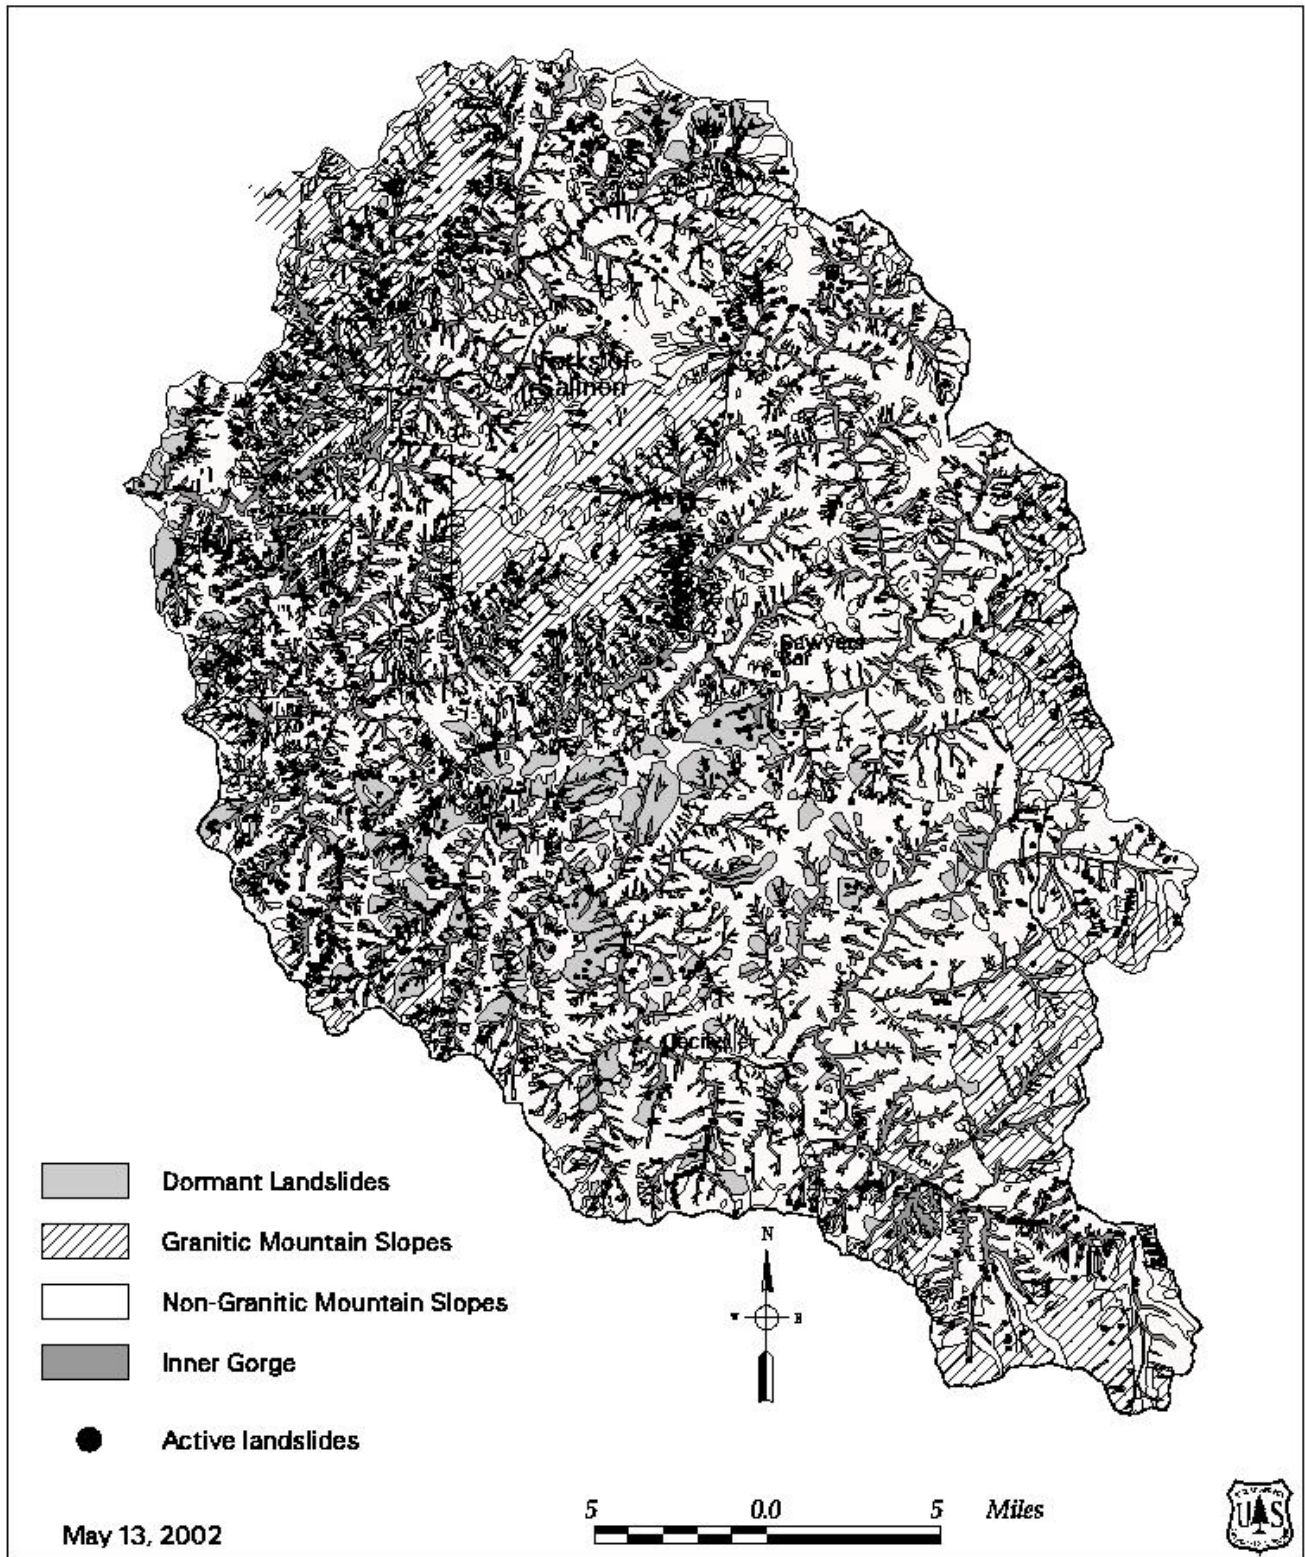 Forks of
Salmon
Sawyers
Bar
Cecilville
Dormant Landslides
Granitic Mountain Slopes
Non-Granitic Mountain Slopes
Inner Gorge
Active landslides
N
W
E
5 0.0 5 Miles
May 13, 2002
U S